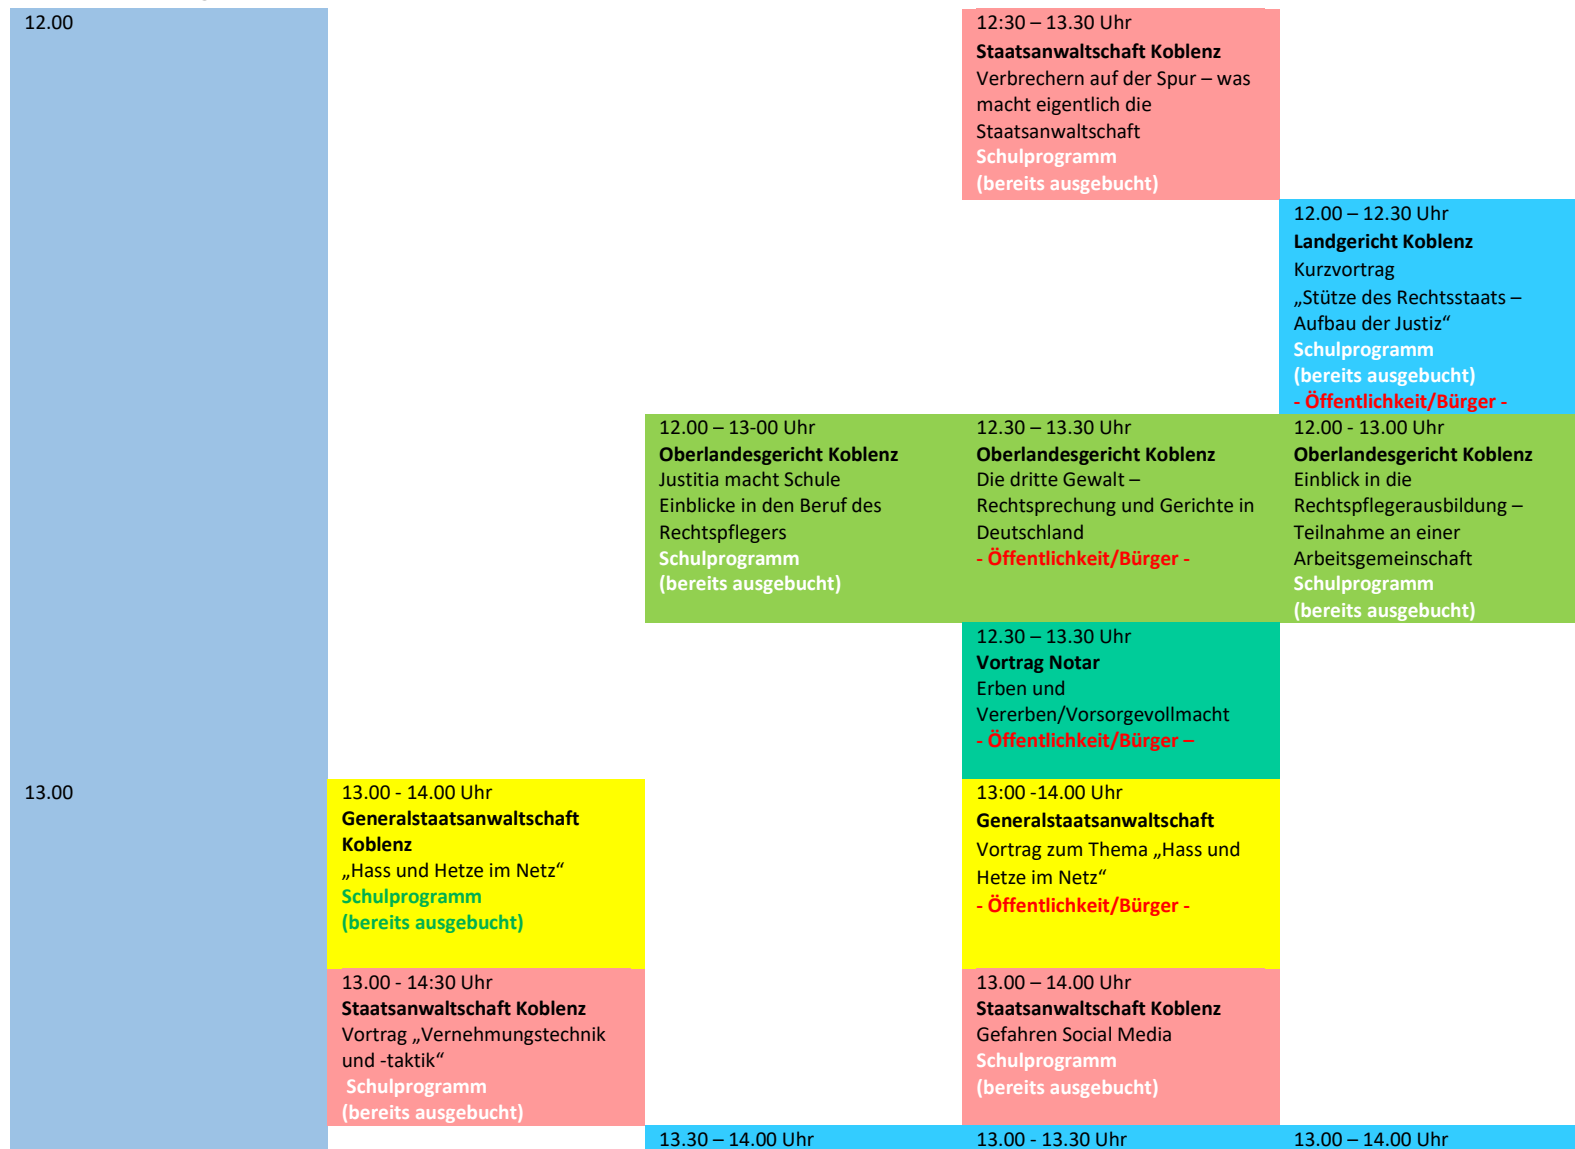 12.00
12:30 – 13.30 Uhr
Staatsanwaltschaft Koblenz
Verbrechern auf der Spur – was
macht eigentlich die
Staatsanwaltschaft
Schulprogramm
(bereits ausgebucht)
12.00 – 12.30 Uhr
Landgericht Koblenz
Kurzvortrag
„Stütze des Rechtsstaats –
Aufbau der Justiz“
Schulprogramm
(bereits ausgebucht)
- Öffentlichkeit/Bürger -
12.00 – 13-00 Uhr
Oberlandesgericht Koblenz
Justitia macht Schule
Einblicke in den Beruf des
Rechtspflegers
Schulprogramm
(bereits ausgebucht)
12.30 – 13.30 Uhr
Oberlandesgericht Koblenz
Die dritte Gewalt –
Rechtsprechung und Gerichte in
Deutschland
- Öffentlichkeit/Bürger -
12.00 - 13.00 Uhr
Oberlandesgericht Koblenz
Einblick in die
Rechtspflegerausbildung –
Teilnahme an einer
Arbeitsgemeinschaft
Schulprogramm
(bereits ausgebucht)
12.30 – 13.30 Uhr
Vortrag Notar
Erben und
Vererben/Vorsorgevollmacht
- Öffentlichkeit/Bürger –
13.00
13.00 - 14.00 Uhr
Generalstaatsanwaltschaft
Koblenz
„Hass und Hetze im Netz“
Schulprogramm
(bereits ausgebucht)
13:00 -14.00 Uhr
Generalstaatsanwaltschaft
Vortrag zum Thema „Hass und
Hetze im Netz“
- Öffentlichkeit/Bürger -
13.00 - 14:30 Uhr
Staatsanwaltschaft Koblenz
Vortrag „Vernehmungstechnik
und -taktik“
Schulprogramm
(bereits ausgebucht)
13.00 – 14.00 Uhr
Staatsanwaltschaft Koblenz
Gefahren Social Media
Schulprogramm
(bereits ausgebucht)
13.30 – 14.00 Uhr
13.00 - 13.30 Uhr
13.00 – 14.00 Uhr